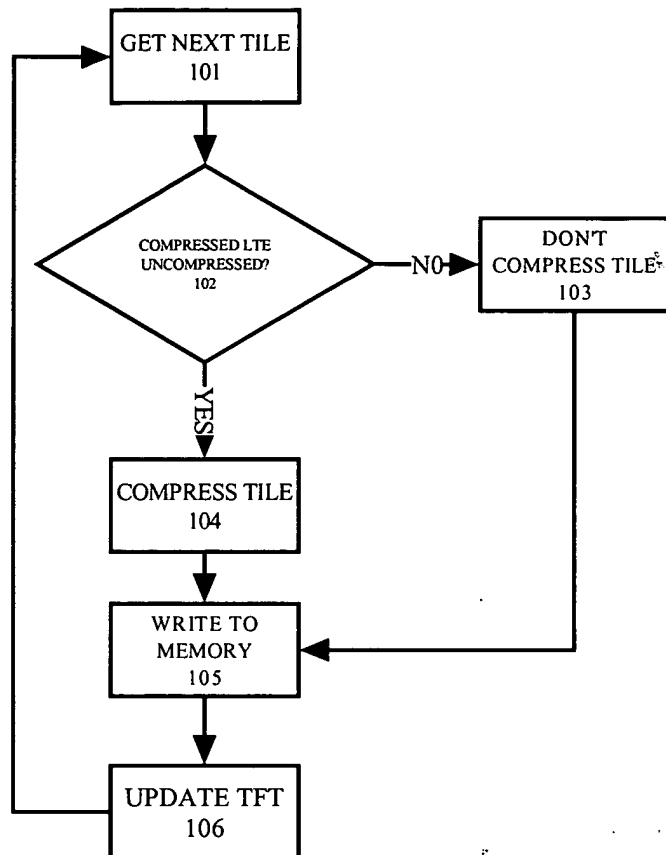 GET NEXT TILE
101
COMPRESSED LTE
UNCOMPRESSED?
102
NO
DON'T
COMPRESS TILE
103
YES
COMPRESS TILE
104
WRITE TO
MEMORY
105
UPDATE TFT
106